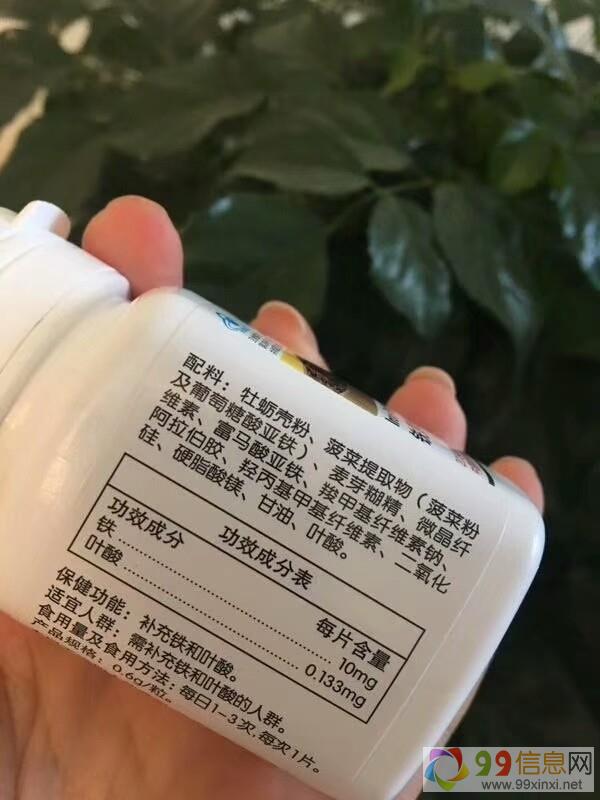 配料：牡蛎壳粉、菠菜提取物（菠菜粉
及葡萄糖酸亚铁）、麦芽糊精、微晶纤
维素、富马酸亚铁、羧甲基纤维素钠、
阿拉伯胶、羟丙基甲基纤维素、二氧化
硅、硬脂酸镁、甘油、叶酸。
功效成分表
功效成分 每片含量
铁 10mg
叶酸 0.133mg
保健功能：补充铁和叶酸。
适宜人群：需补充铁和叶酸的人群。
食用量及食用方法：每日1-3次,每次1片。
产品规格：0.6g/粒。
99信息网
www.99xinxi.net